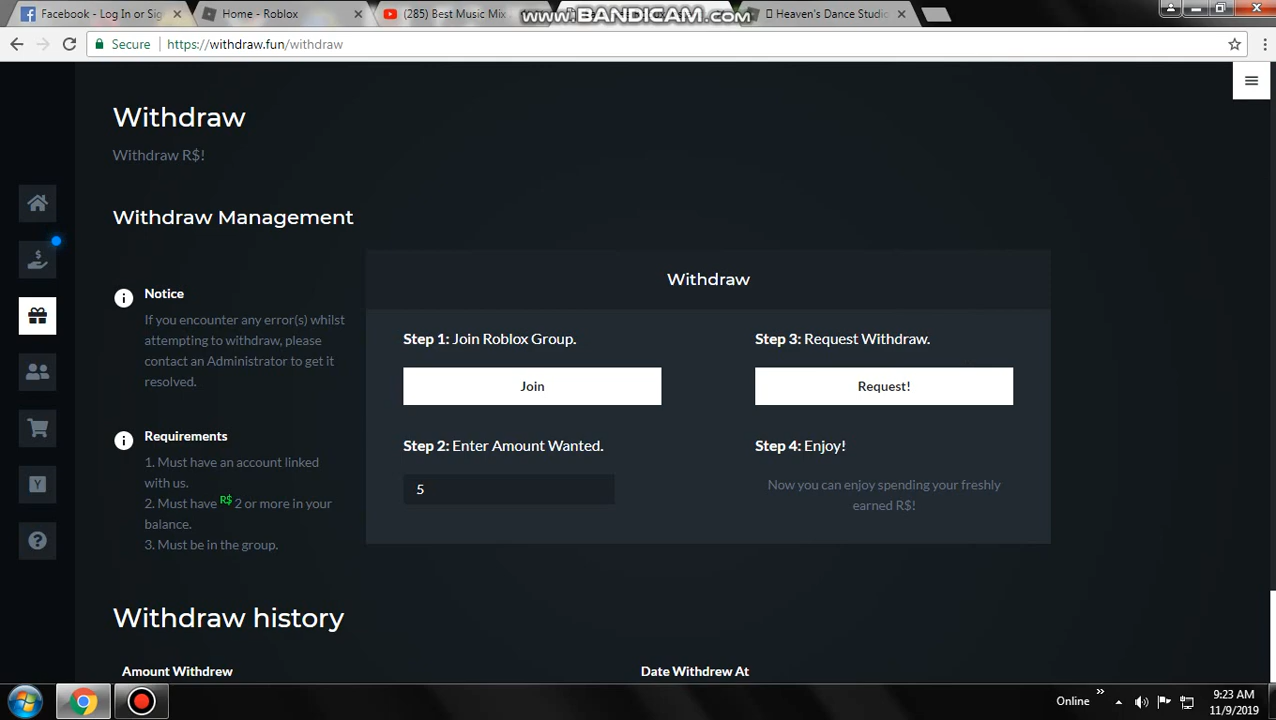 Facebook - Log In or Sig
Home - Roblox
(285) Best Music Mix
www.BANDICAM.com
Heaven's Dance Studio
Secure
https://withdraw.fun/withdraw
Withdraw
Withdraw R$!
Withdraw Management
Notice
If you encounter any error(s) whilst
attempting to withdraw, please
contact an Administrator to get it
resolved.
Requirements
1. Must have an account linked
with us.
2. Must have R$ 2 or more in your
balance.
3. Must be in the group.
Withdraw
Step 1: Join Roblox Group.
Join
Step 2: Enter Amount Wanted.
5
Step 3: Request Withdraw.
Request!
Step 4: Enjoy!
Now you can enjoy spending your freshly
earned R$!
Withdraw history
Amount Withdrew
Date Withdrew At
Online
9:23 AM
11/9/2019